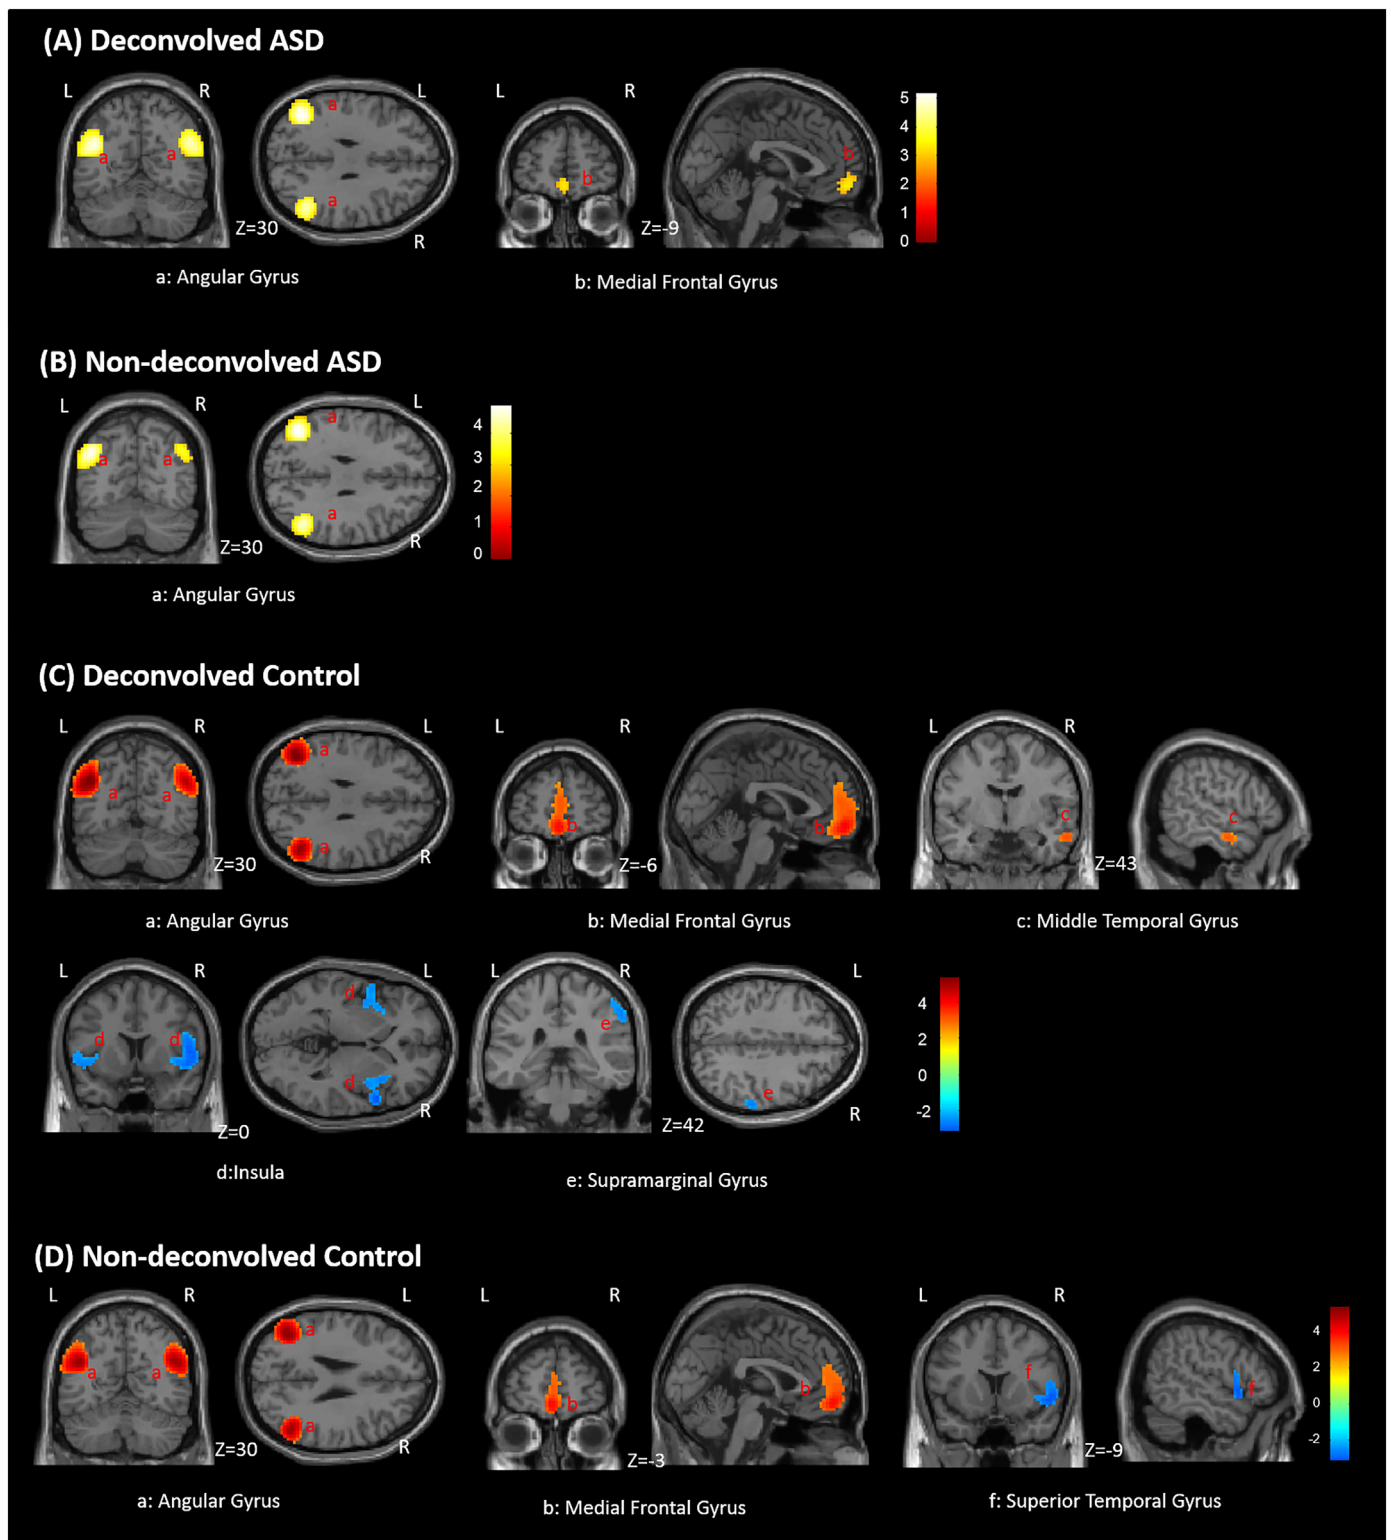 (A) Deconvolved ASD
L R L L R
a a a a b b
5
4
3
2
1
0
Z=30 R Z=-9
a: Angular Gyrus b: Medial Frontal Gyrus
(B) Non-deconvolved ASD
L R L
a a a a
4
3
2
1
0
Z=30 R
a: Angular Gyrus
(C) Deconvolved Control
L R L L R L R
a a a a b b c c
Z=30 R Z=-6 Z=43
a: Angular Gyrus b: Medial Frontal Gyrus c: Middle Temporal Gyrus
L R L L R L
d d d d e e
4
2
0
-2
Z=0 R Z=42 R
d:Insula e: Supramarginal Gyrus
(D) Non-deconvolved Control
L R L L R L R
a a a a b b f f
4
2
0
-2
Z=30 R Z=-3 Z=-9
a: Angular Gyrus b: Medial Frontal Gyrus f: Superior Temporal Gyrus